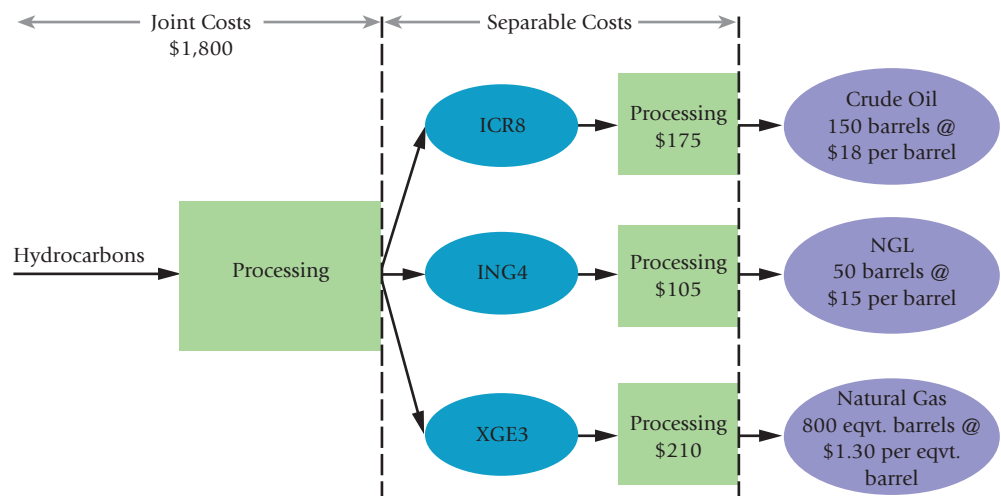 Joint Costs
$1,800
Separable Costs
ICR8
Processing
$175
Crude Oil
150 barrels @
$18 per barrel
Hydrocarbons
Processing
ING4
Processing
$105
NGL
50 barrels @
$15 per barrel
XGE3
Processing
$210
Natural Gas
800 eqvt. barrels @
$1.30 per eqvt.
barrel